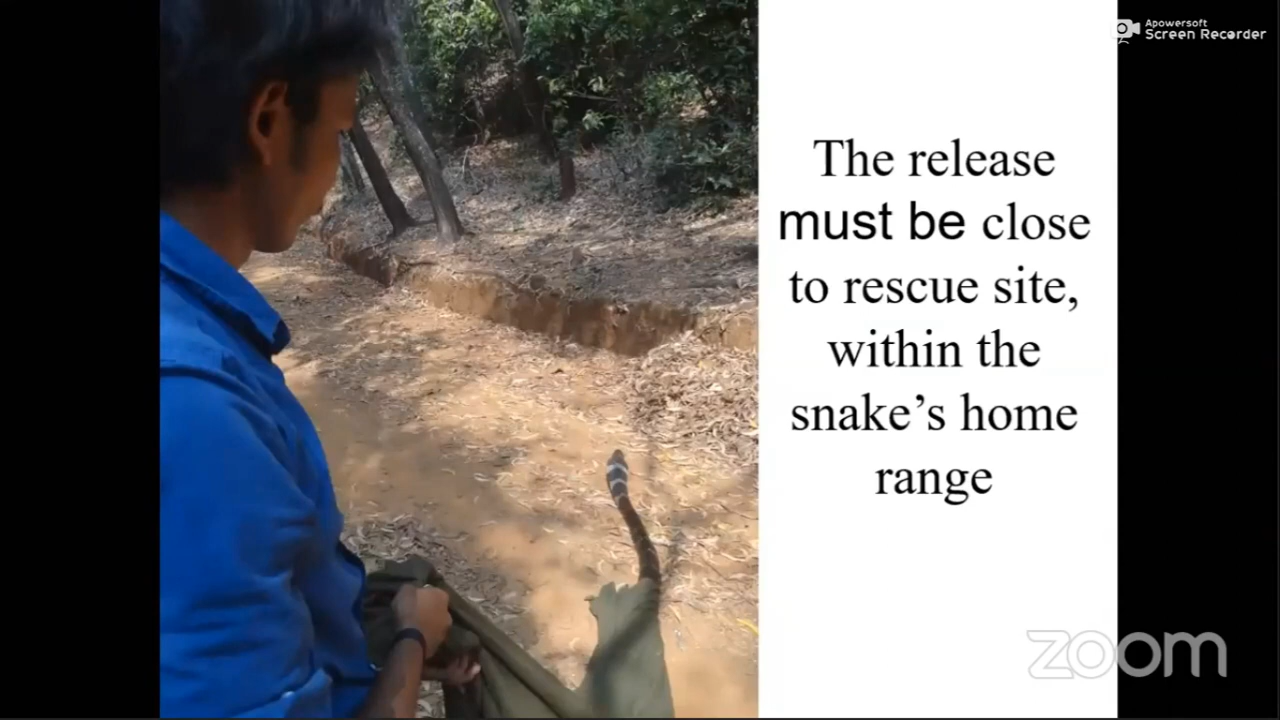 Apowersoft
Screen Recorder
The release
must be close
to rescue site,
within the
snake’s home
range
zoom